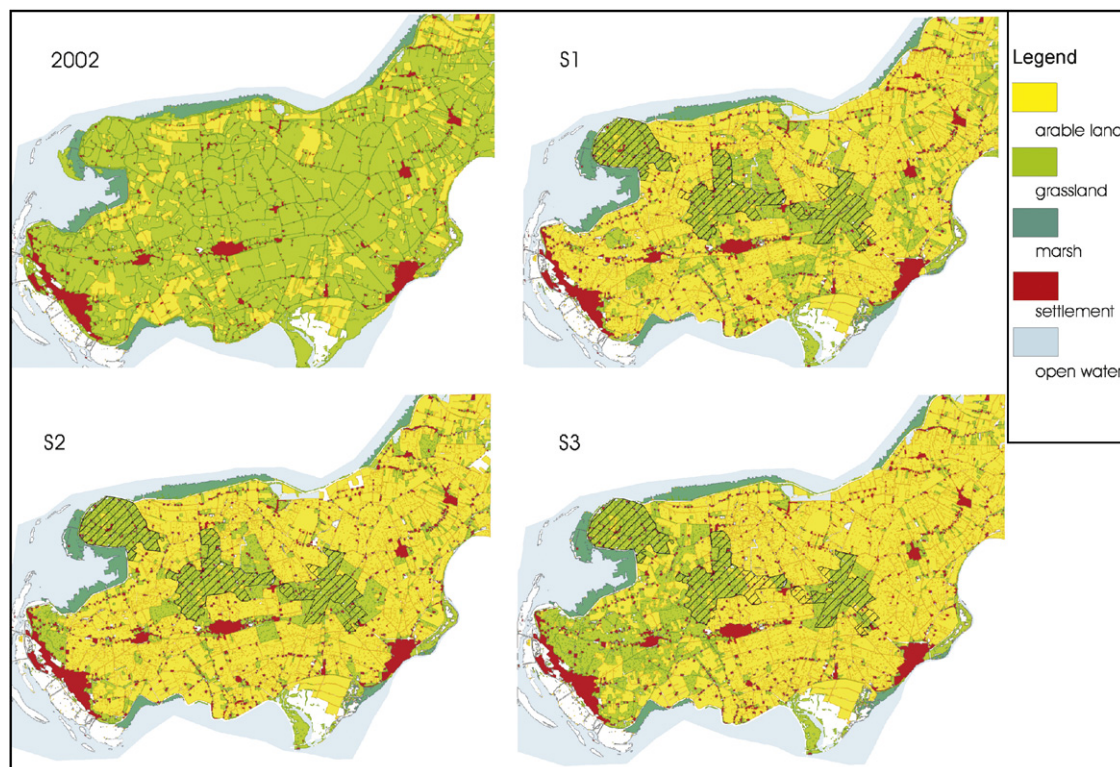 2002
S1
S2
S3
Legend
arable land
grassland
marsh
settlement
open water